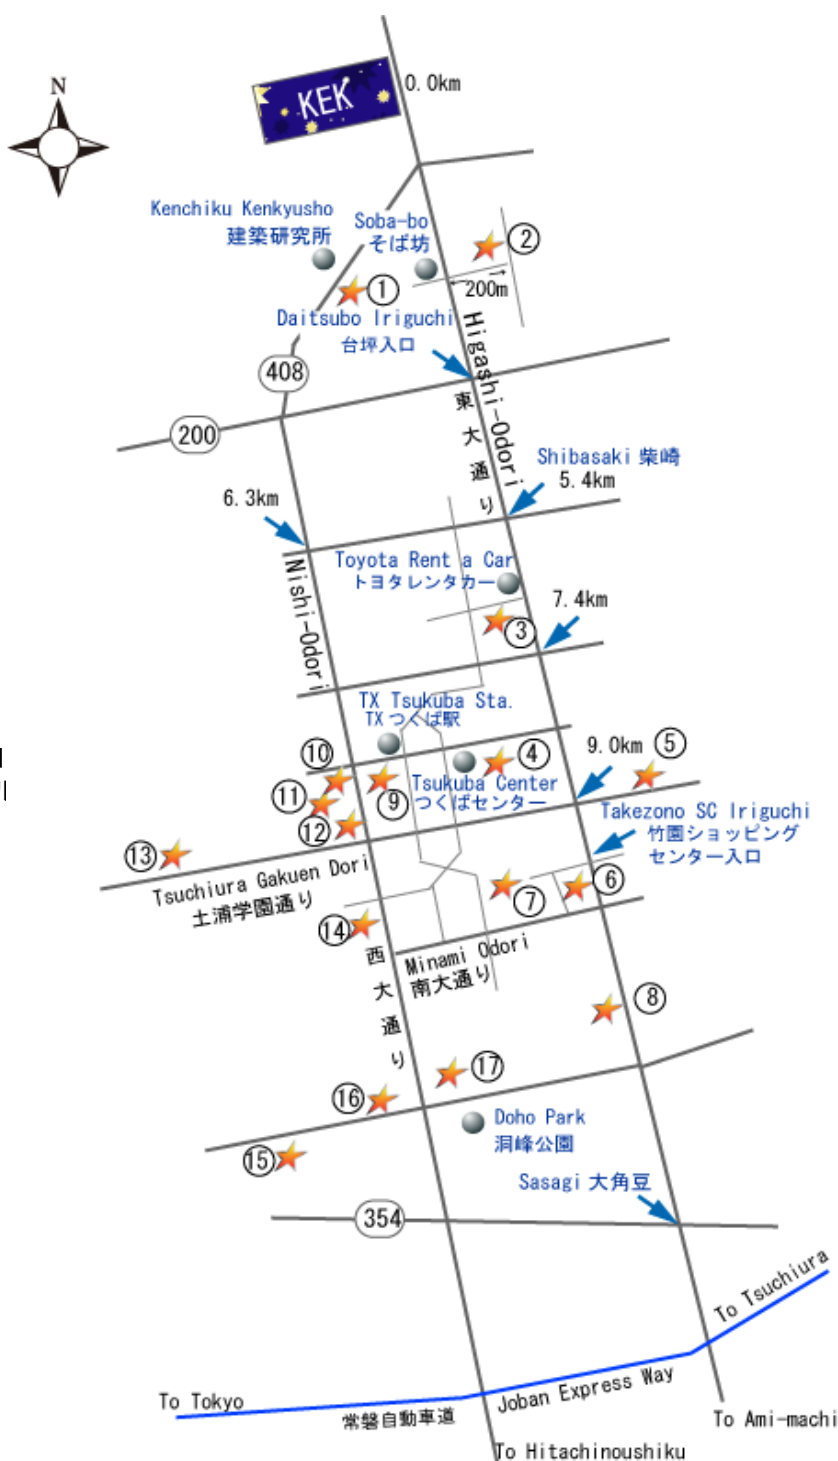 KEK
0.0km
N
Kenchiku Kenkyusho
建築研究所
Soba-bo
そば坊
②
①
200m
Daitsubo Iriguchi
台坪入口
Higashi-Odori
東大通り
408
200
Shibasaki 柴崎
5.4km
6.3km
Toyota Rent a Car
トヨタレンタカー
Nishi-Odori
7.4km
③
TX Tsukuba Sta.
TX つくば駅
⑩
④
9.0km
⑤
Tsukuba Center
つくばセンター
⑨
⑪
⑫
Takezono SC Iriguchi
竹園ショッピング
センター入口
⑬
Tsuchiura Gakuen Dori
土浦学園通り
⑦
⑥
⑭
西大通り
Minami Odori
南大通り
⑧
⑰
⑯
Doho Park
洞峰公園
⑮
Sasagi 大角豆
354
To Tsuchiura
To Tokyo
常磐自動車道
Joban Express Way
To Ami-machi
To Hitachinoushiku